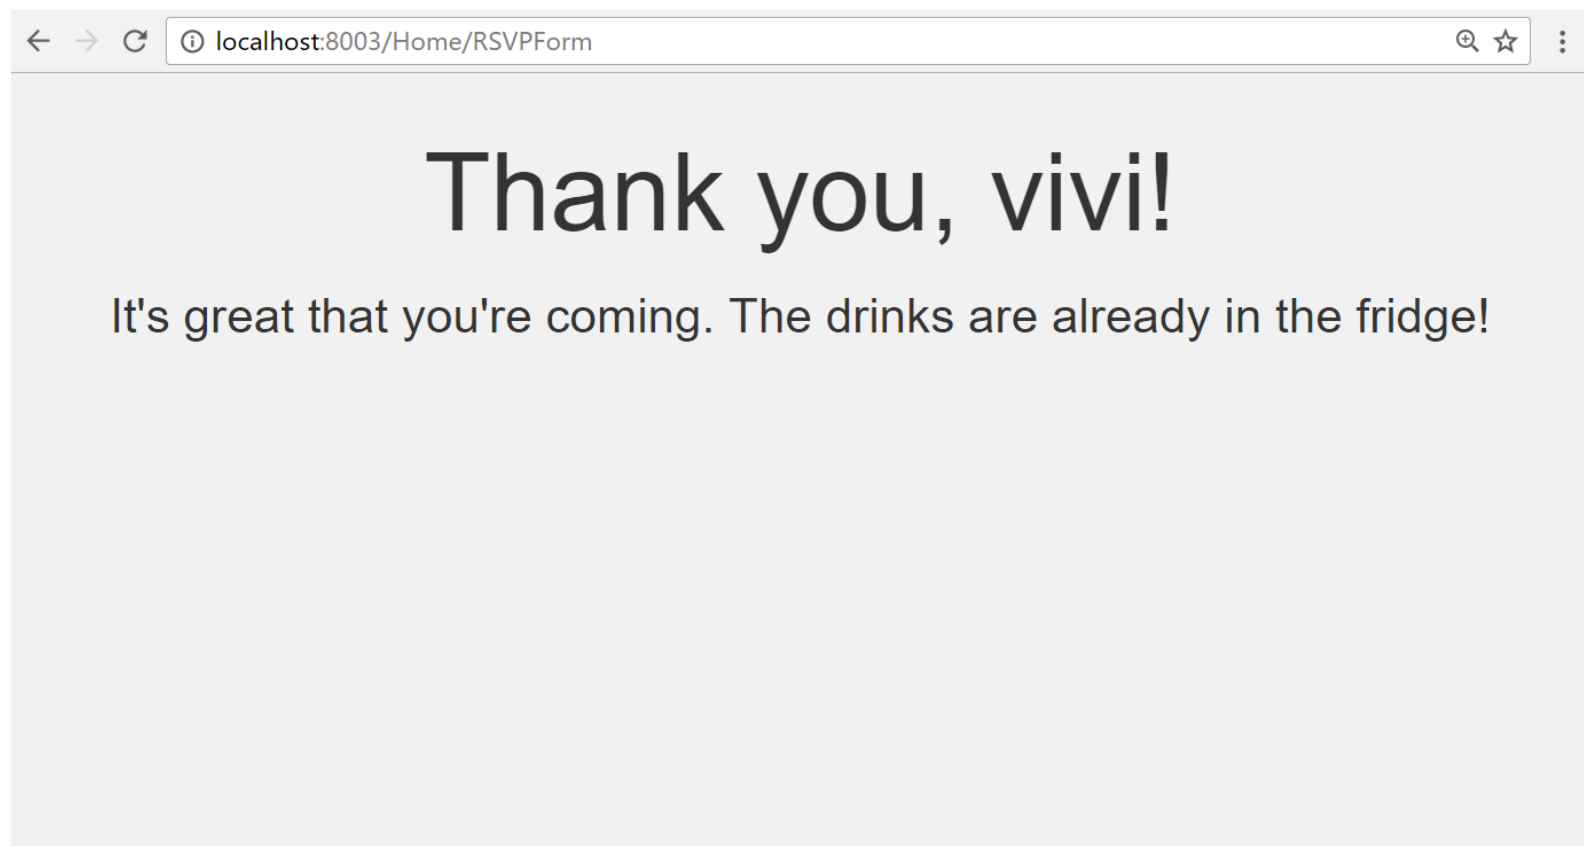 localhost:8003/Home/RSVPForm
Thank you, vivi!
It's great that you're coming. The drinks are already in the fridge!